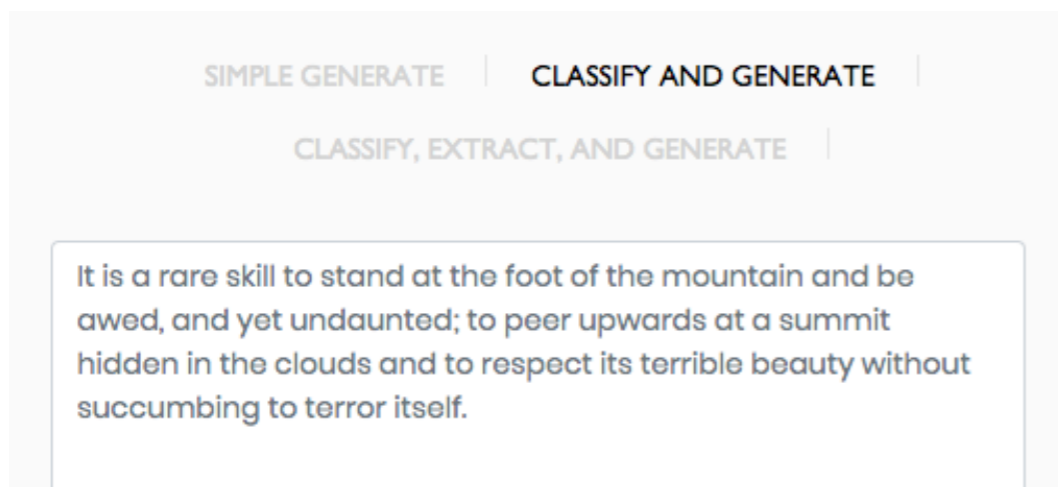 SIMPLE GENERATE
CLASSIFY AND GENERATE
CLASSIFY, EXTRACT, AND GENERATE
It is a rare skill to stand at the foot of the mountain and be
awed, and yet undaunted; to peer upwards at a summit
hidden in the clouds and to respect its terrible beauty without
succumbing to terror itself.